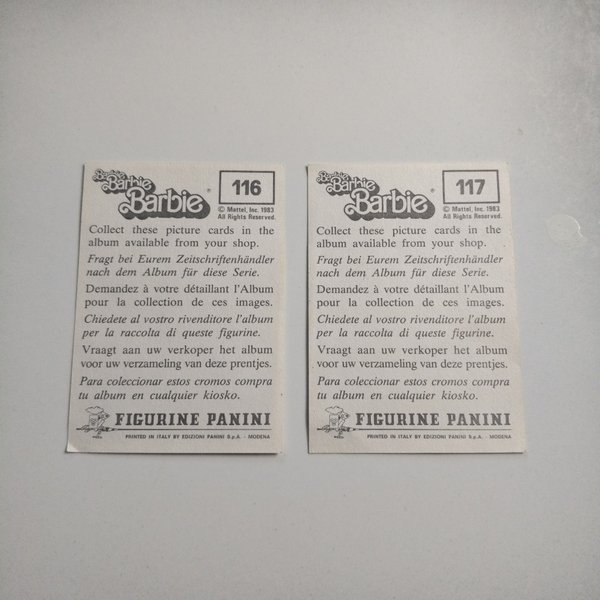 Barbie
Barbie
Barbie®
116
© Mattel, Inc. 1983
All Rights Reserved.
Collect these picture cards in the
album available from your shop.
Fragt bei Eurem Zeitschriftenhändler
nach dem Album für diese Serie.
Demandez à votre détaillant l'Album
pour la collection de ces images.
Chiedete al vostro rivenditore l'album
per la raccolta di queste figurine.
Vraagt aan uw verkoper het album
voor uw verzameling van deze prentjes.
Para coleccionar estos cromos compra
tu album en cualquier kiosko.
FIGURINE PANINI
PRINTED IN ITALY BY EDIZIONI PANINI S.p.A. - MODENA
Barbie
Barbie
Barbie®
117
© Mattel, Inc. 1983
All Rights Reserved.
Collect these picture cards in the
album available from your shop.
Fragt bei Eurem Zeitschriftenhändler
nach dem Album für diese Serie.
Demandez à votre détaillant l'Album
pour la collection de ces images.
Chiedete al vostro rivenditore l'album
per la raccolta di queste figurine.
Vraagt aan uw verkoper het album
voor uw verzameling van deze prentjes.
Para coleccionar estos cromos compra
tu album en cualquier kiosko.
FIGURINE PANINI
PRINTED IN ITALY BY EDIZIONI PANINI S.p.A. - MODENA